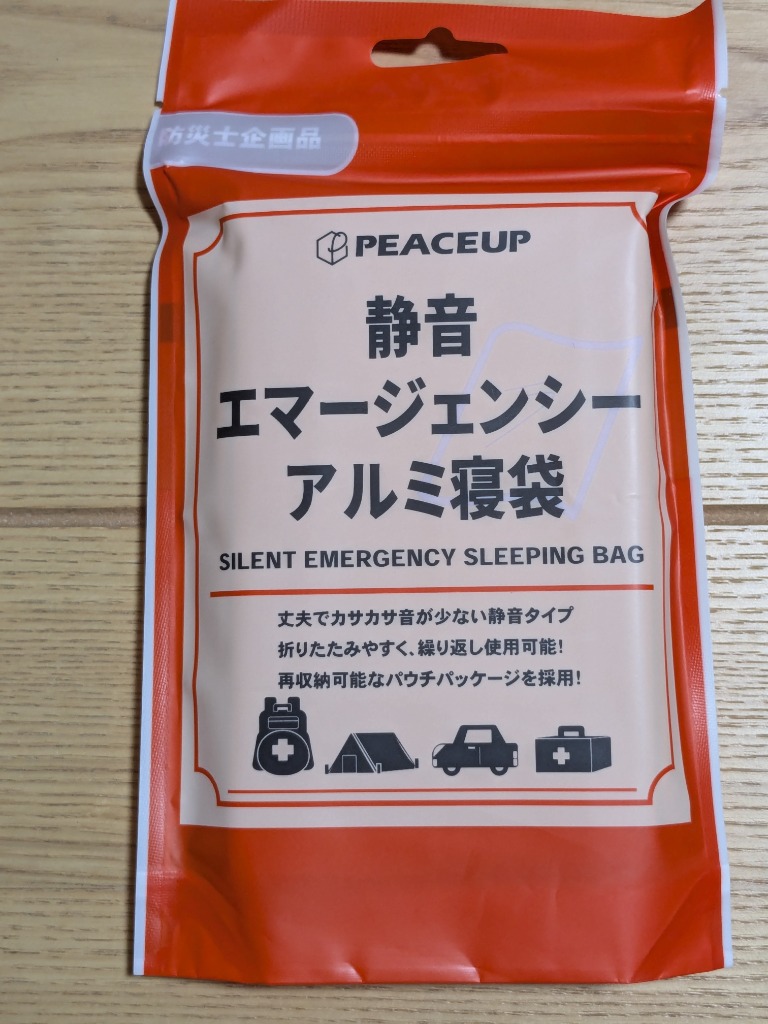 防災士企画品
PEACEUP
静音
エマージェンシー
アルミ寝袋
SILENT EMERGENCY SLEEPING BAG
丈夫でカサカサ音が少ない静音タイプ
折りたたみやすく、繰り返し使用可能!
再収納可能なパウチパッケージを採用!